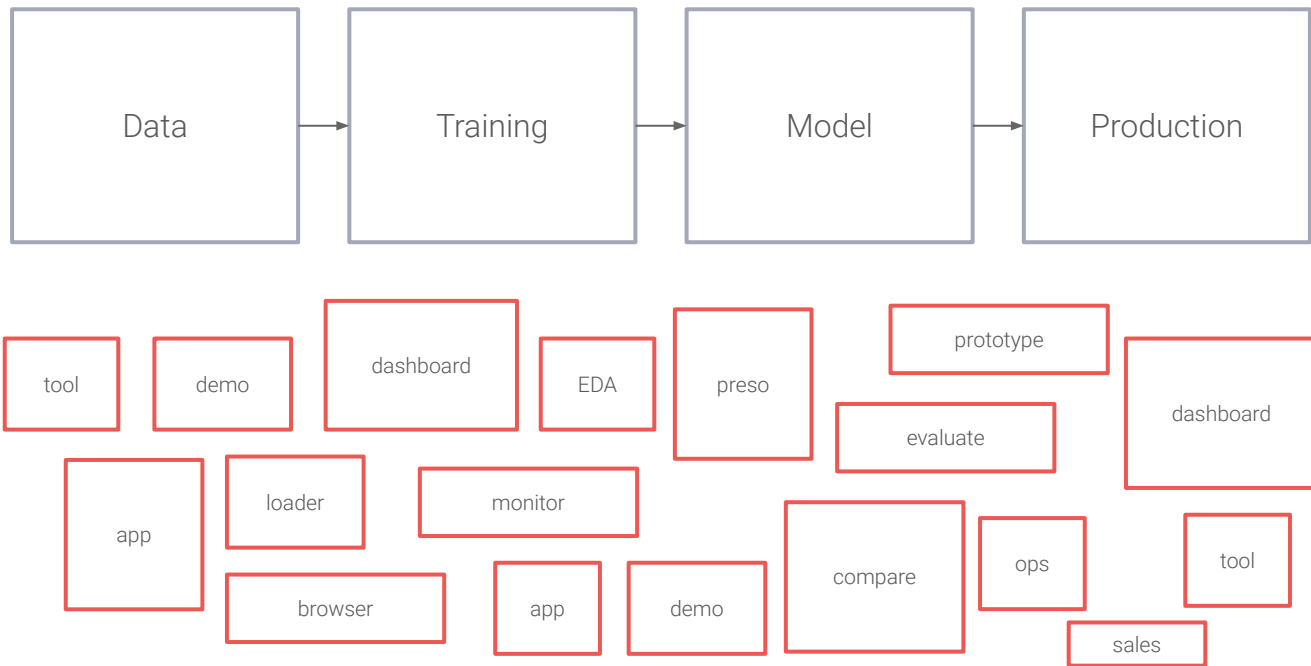 Data
Training
Model
Production
tool
demo
dashboard
EDA
preso
prototype
evaluate
dashboard
app
loader
monitor
browser
app
demo
compare
ops
tool
sales